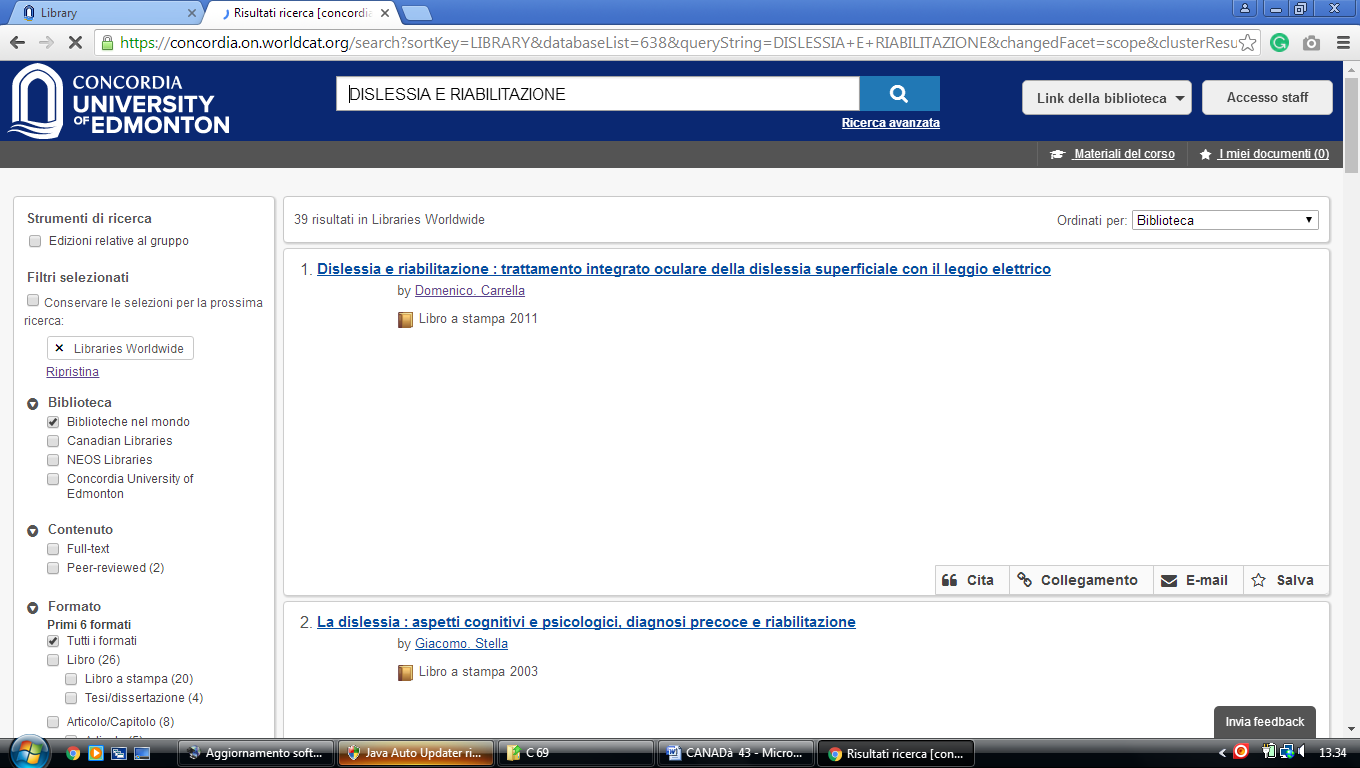 Library
Risultati ricerca [concordia
https://concordia.on.worldcat.org/search?sortKey=LIBRARY&databaseList=638&queryString=DISLESSIA+E+RIABILITAZIONE&changedFacet=scope&clusterResu
CONCORDIA
UNIVERSITY
OF EDMONTON
DISLESSIA E RIABILITAZIONE
Ricerca avanzata
Link della biblioteca
Accesso staff
Materiali del corso
I miei documenti (0)
Strumenti di ricerca
Edizioni relative al gruppo
Filtri selezionati
Conservare le selezioni per la prossima
ricerca:
Libraries Worldwide
Ripristina
Biblioteca
Biblioteche nel mondo
Canadian Libraries
NEOS Libraries
Concordia University of
Edmonton
Contenuto
Full-text
Peer-reviewed (2)
Formato
Primi 6 formati
Tutti i formati
Libro (26)
Libro a stampa (20)
Tesi/dissertazione (4)
Articolo/Capitolo (8)
39 risultati in Libraries Worldwide
Ordinati per: Biblioteca
1. Dislessia e riabilitazione : trattamento integrato oculare della dislessia superficiale con il leggio elettrico
by Domenico. Carrella
Libro a stampa 2011
Cita
Collegamento
E-mail
Salva
2. La dislessia : aspetti cognitivi e psicologici, diagnosi precoce e riabilitazione
by Giacomo. Stella
Libro a stampa 2003
Invia feedback
Aggiornamento soft...
Java Auto Updater ri...
C 69
CANADà 43 - Micro...
Risultati ricerca [con...
13.34